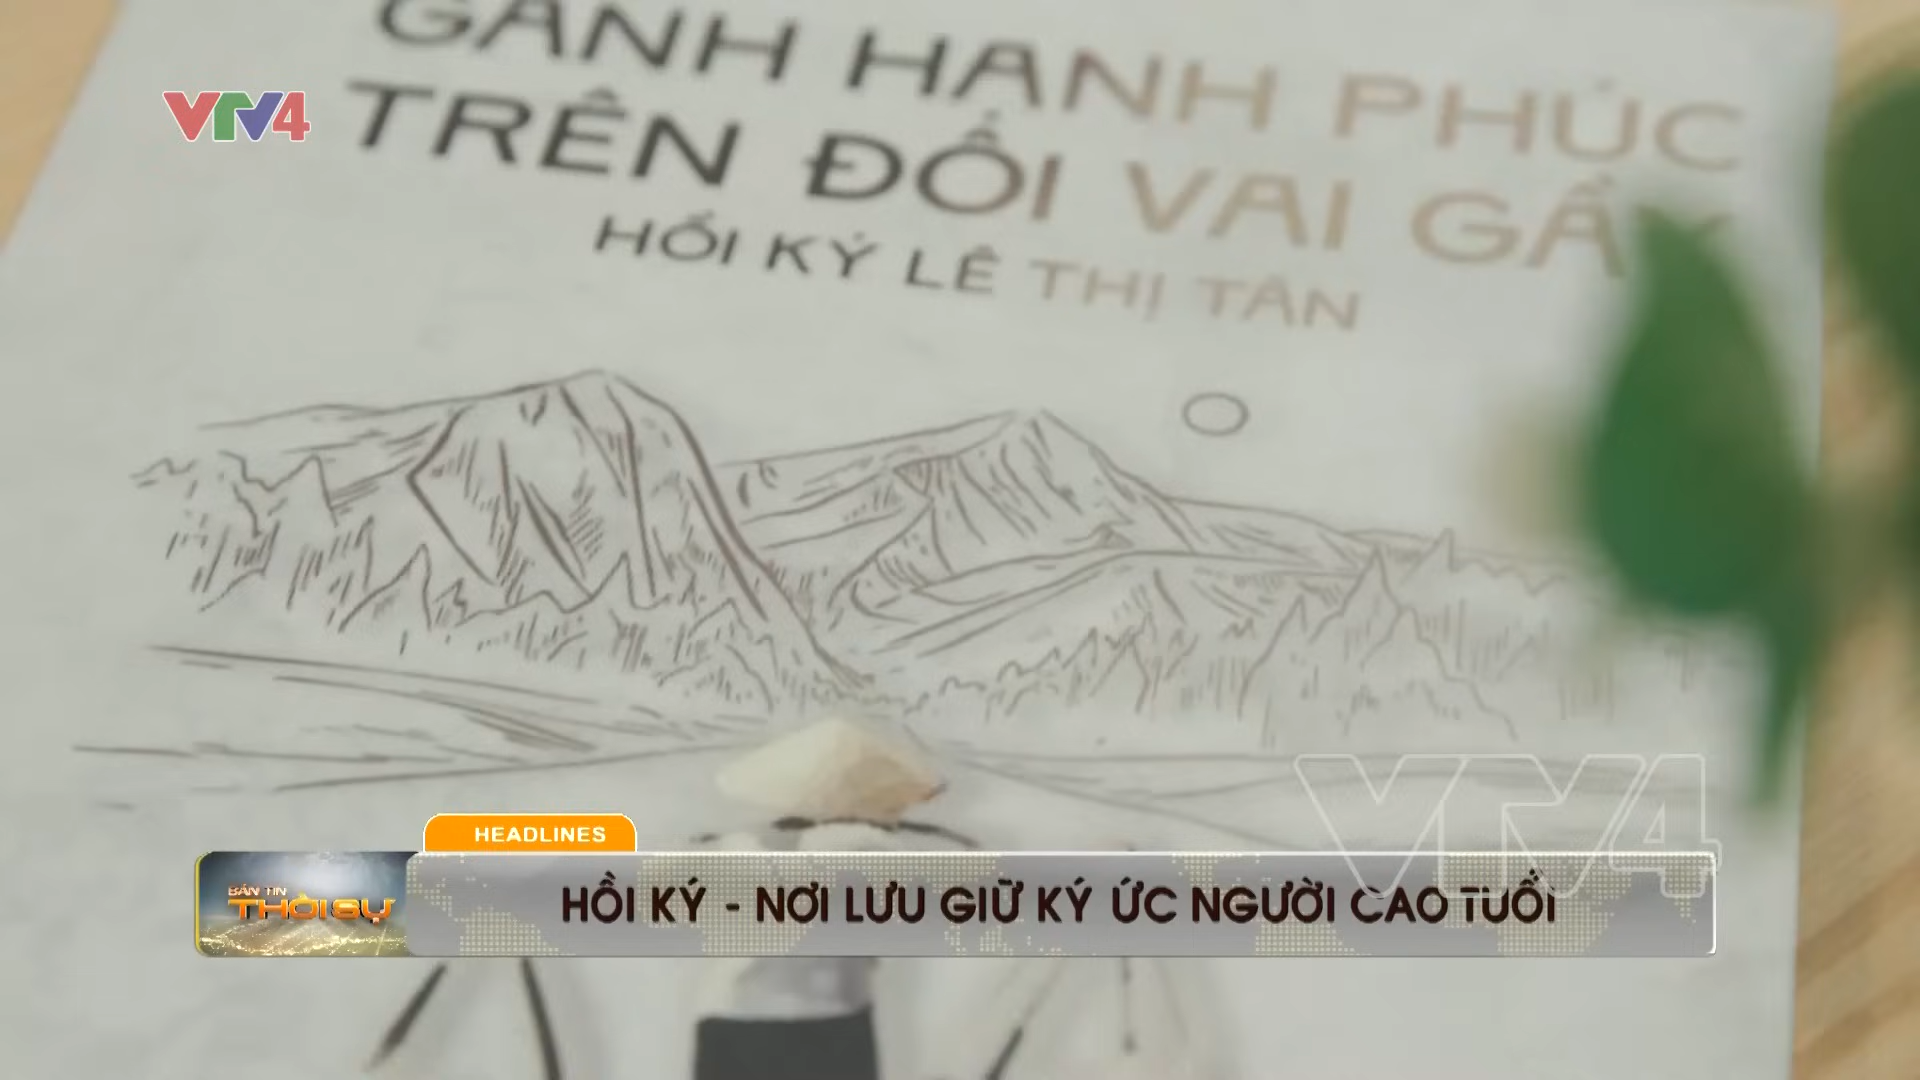 GÁNH HẠNH PHÚC
VTV4
TRÊN ĐÔI VAI GẦY
HỒI KÝ LÊ THỊ TÂN
HEADLINES
BẢN TIN
THỜI SỰ
HỒI KÝ - NƠI LƯU GIỮ KÝ ỨC NGƯỜI CAO TUỔI
VTV4